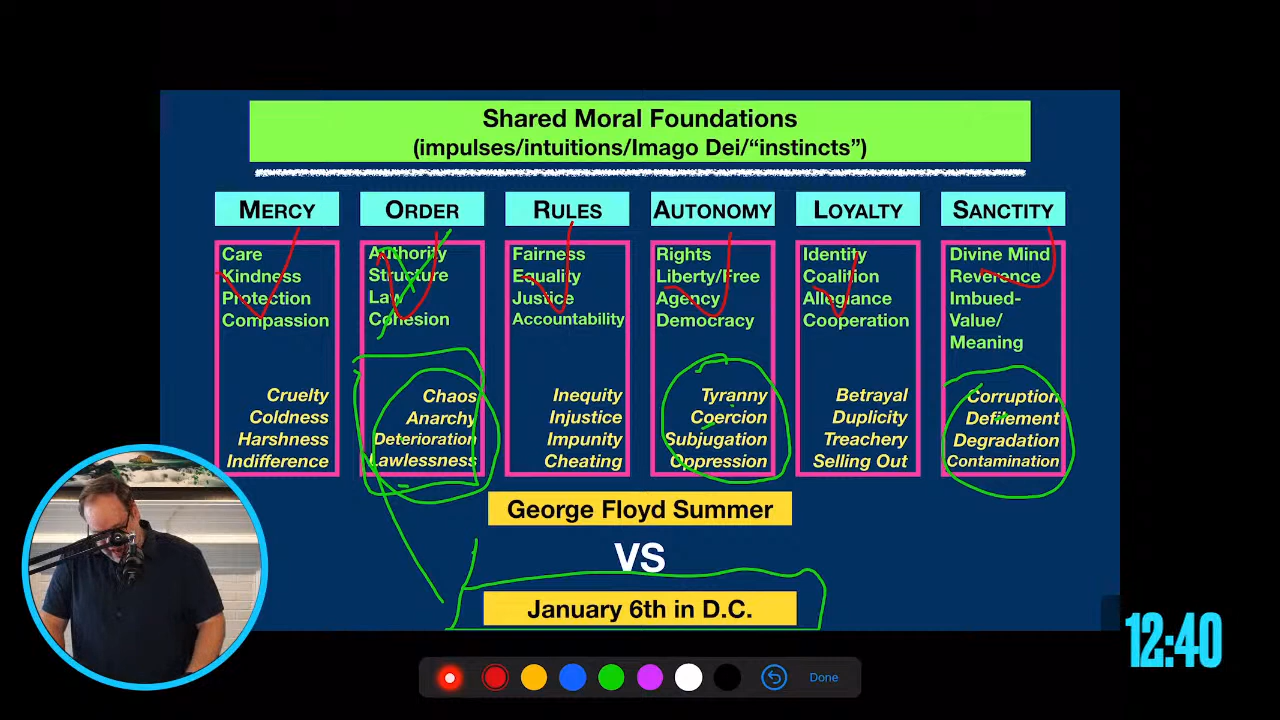 Shared Moral Foundations
(impulses/intuitions/Imago Dei/“instincts”)
MERCY
Care
Kindness
Protection
Compassion
Cruelty
Coldness
Harshness
Indifference
ORDER
Authority
Structure
Law
Cohesion
Chaos
Anarchy
Deterioration
Lawlessness
RULES
Fairness
Equality
Justice
Accountability
Inequity
Injustice
Impunity
Cheating
AUTONOMY
Rights
Liberty/Free
Agency
Democracy
Tyranny
Coercion
Subjugation
Oppression
LOYALTY
Identity
Coalition
Allegiance
Cooperation
Betrayal
Duplicity
Treachery
Selling Out
SANCTITY
Divine Mind
Reverence
Imbued-
Value/
Meaning
Corruption
Defilement
Degradation
Contamination
George Floyd Summer
VS
January 6th in D.C.
12:40
Done